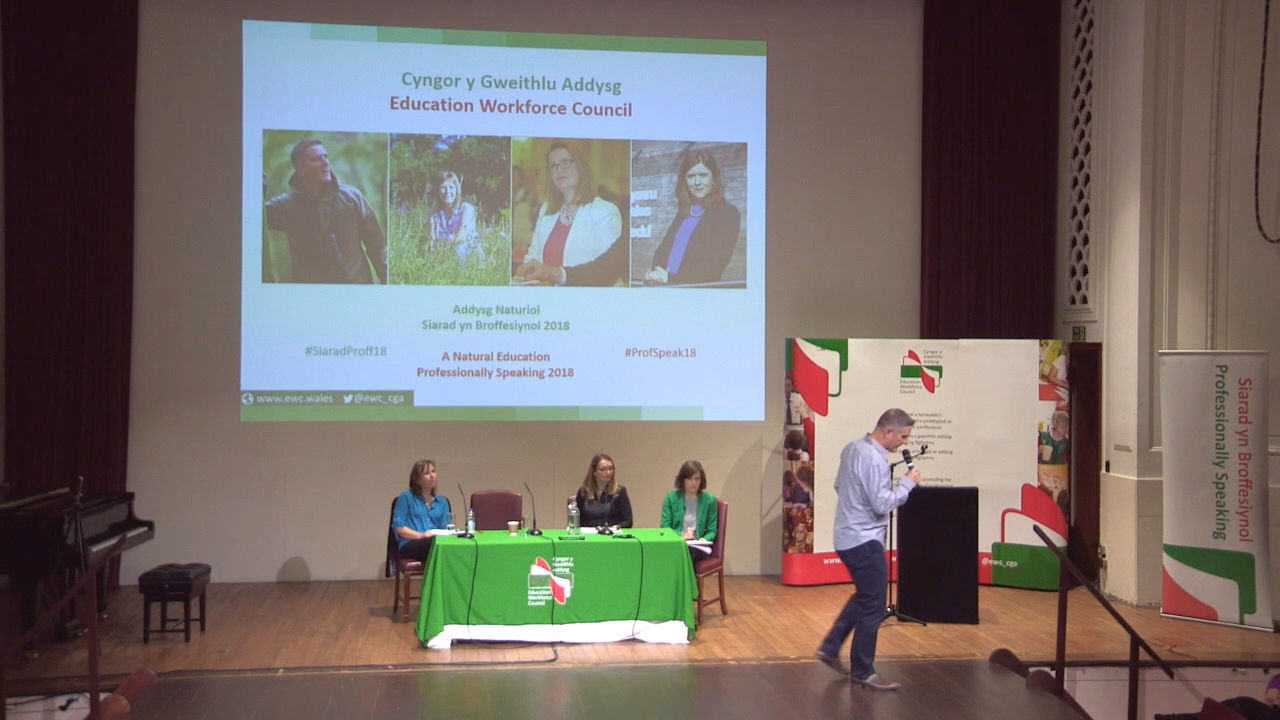 Cyngor y Gweithlu Addysg
Education Workforce Council
Addysg Naturiol
Siarad yn Broffesiynol 2018
#SiaradProff18
#ProfSpeak18
A Natural Education
Professionally Speaking 2018
www.ewc.wales @ewc_cga
Cyngor y
Gweithlu
Addysg
Education
Workforce
Council
@ewc_cga
Siarad yn Broffesiynol
Professionally Speaking
Cyngor y
Gweithlu
Addysg
Education
Workforce
Council